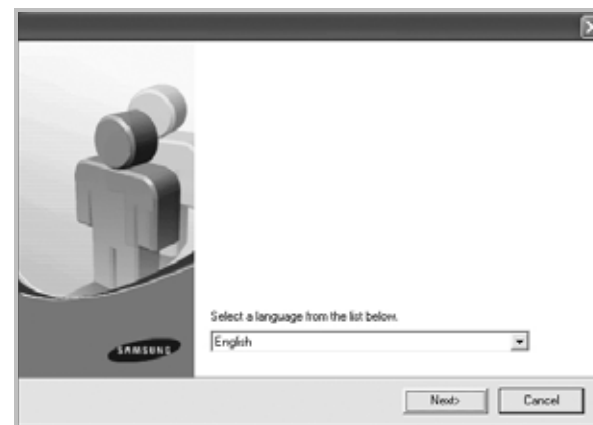 Select a language from the list below.
English
SAMSUNG
Next>
Cancel